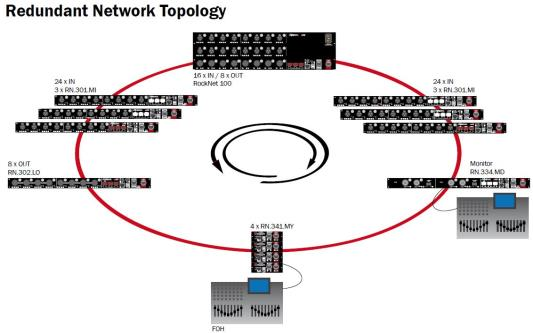 Redundant Network Topology
16 x IN / 8 x OUT
RockNet 100
24 x IN
3 x RN.301.MI
24 x IN
3 x RN.301.MI
8 x OUT
RN.302.LO
Monitor
RN.334.MD
4 x RN.341.MY
FOH